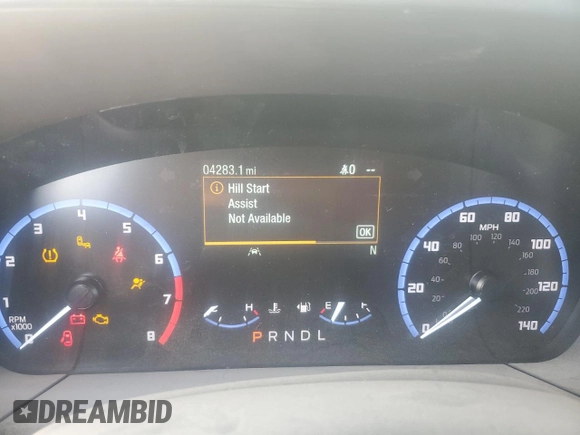 04283.1 mi 0 --
Hill Start
Assist
Not Available
OK
N
0 1 2 3 4 5 6 7 8
RPM
x1000
C H
E F
P R N D L
0 20 40 60 80 100 120 140
MPH
0 20 40 60 80 100 120 140 160 180 200 220
DREAMBID